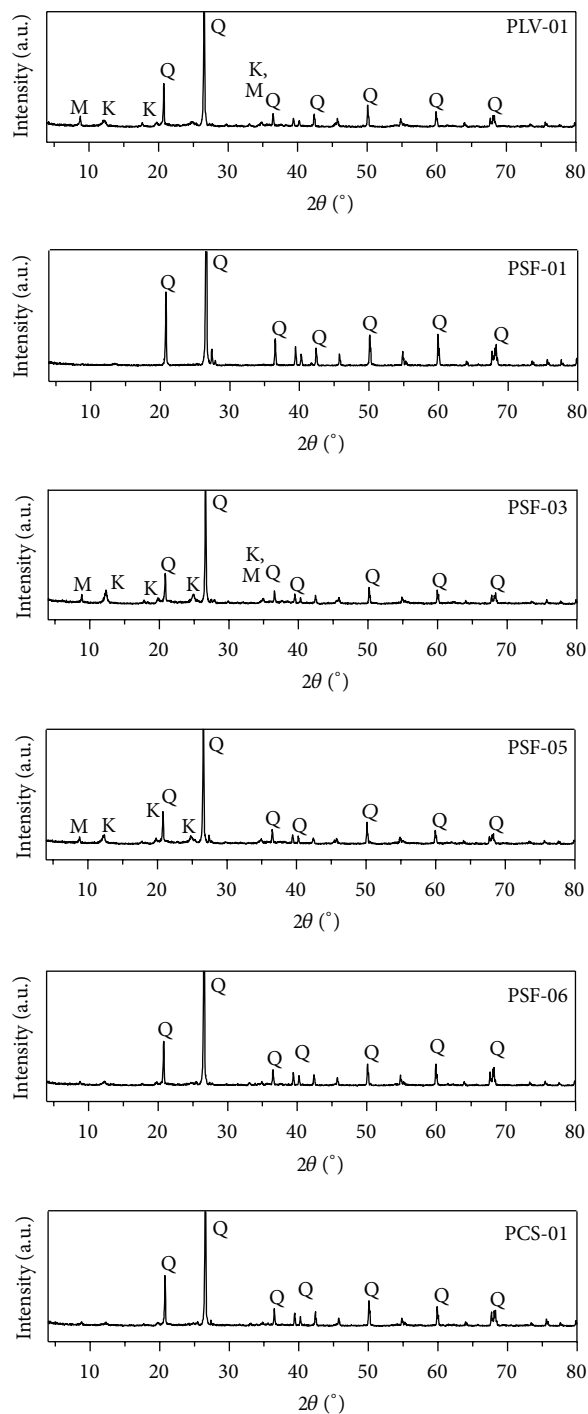 Q
PLV-01
K,
M
Q
M K K Q Q Q Q Q
Intensity (a.u.)
10 20 30 40 50 60 70 80
2θ (°)
Q
PSF-01
Q Q Q Q Q Q
Intensity (a.u.)
10 20 30 40 50 60 70 80
2θ (°)
PSF-03
Q
K,
M K K Q K M Q Q Q Q Q
Intensity (a.u.)
10 20 30 40 50 60 70 80
2θ (°)
Q
PSF-05
M K K Q K Q Q Q Q Q
Intensity (a.u.)
10 20 30 40 50 60 70 80
2θ (°)
Q
PSF-06
Q Q Q Q Q Q
Intensity (a.u.)
10 20 30 40 50 60 70 80
2θ (°)
Q
PCS-01
Q Q Q Q Q Q
Intensity (a.u.)
10 20 30 40 50 60 70 80
2θ (°)